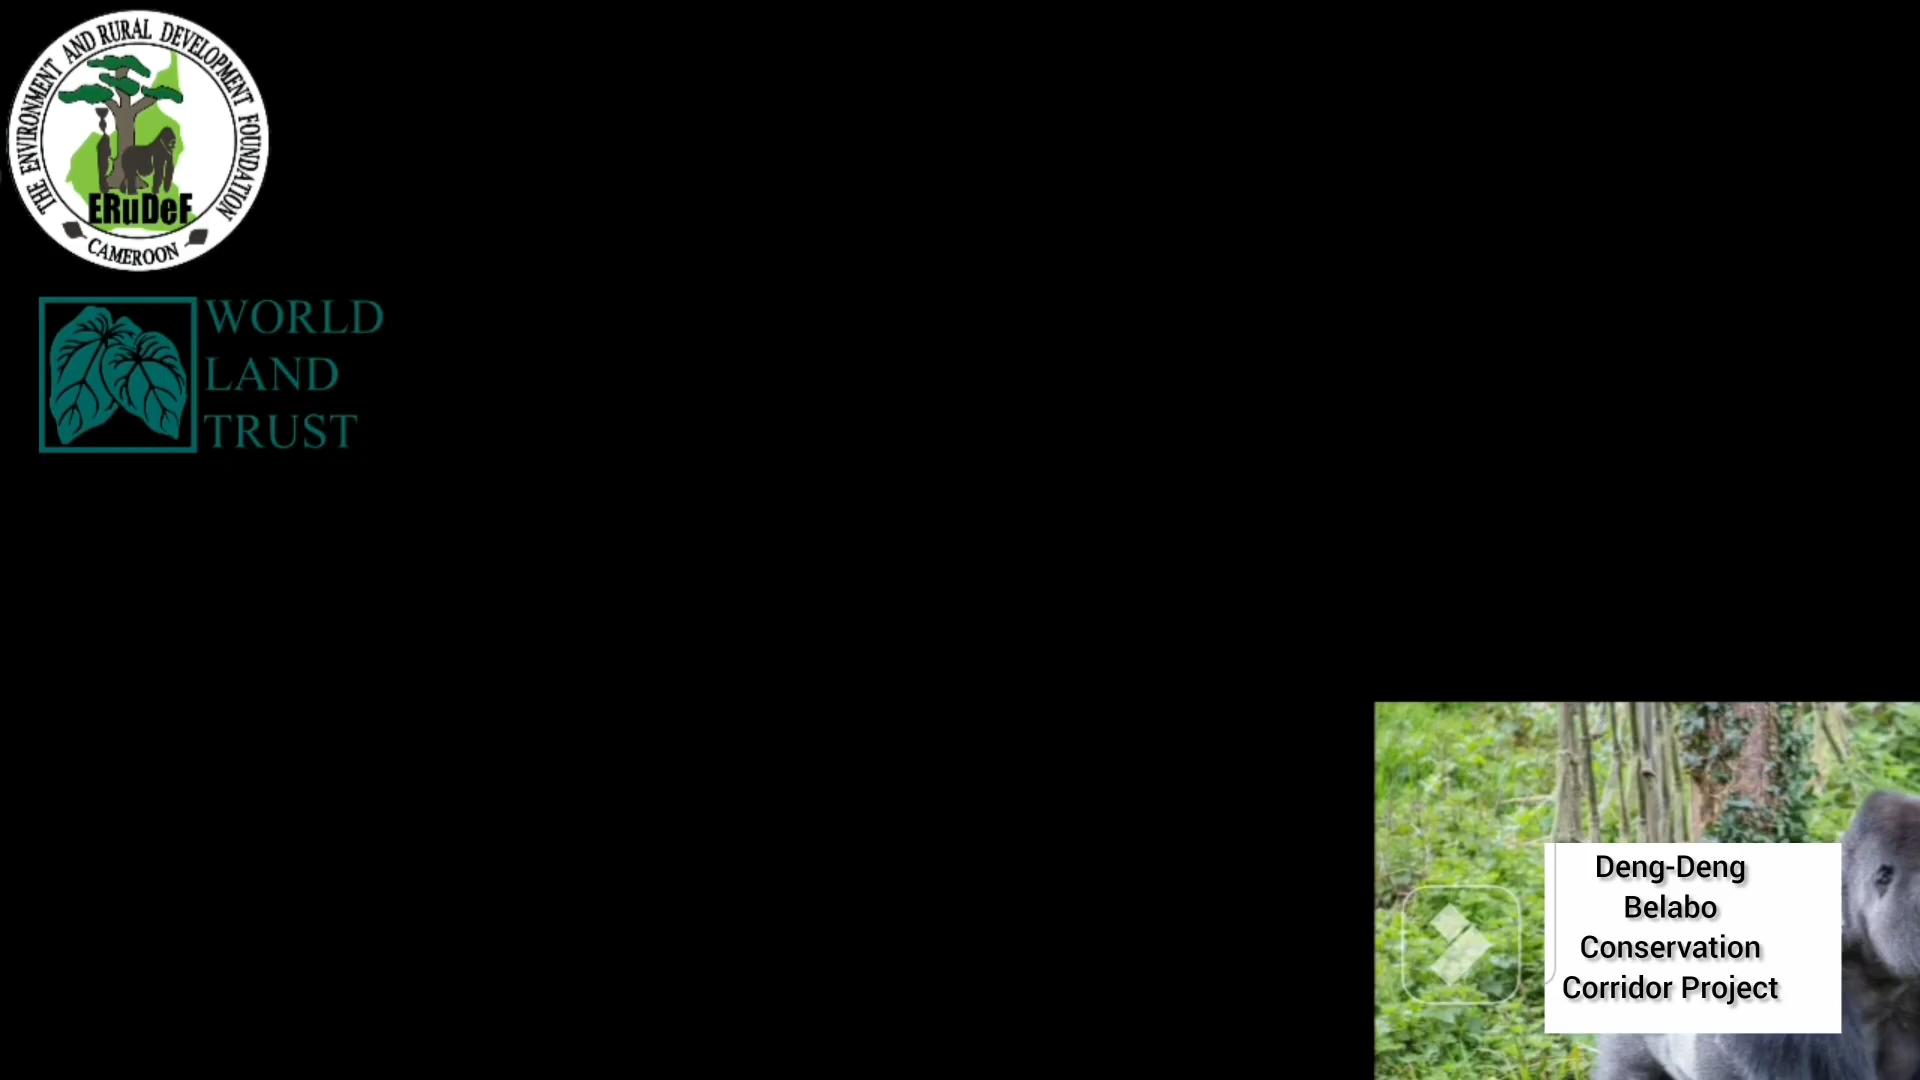 THE ENVIRONMENT AND RURAL DEVELOPMENT FOUNDATION
ERuDeF
CAMEROON
WORLD
LAND
TRUST
Deng-Deng
Belabo
Conservation
Corridor Project